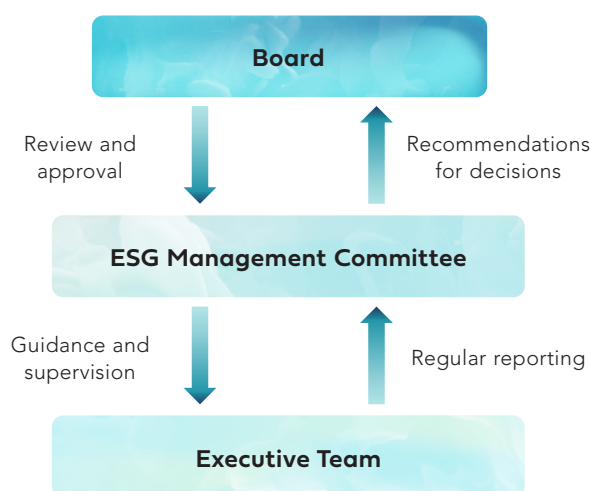 Board
Review and
approval
Recommendations
for decisions
ESG Management Committee
Guidance and
supervision
Regular reporting
Executive Team